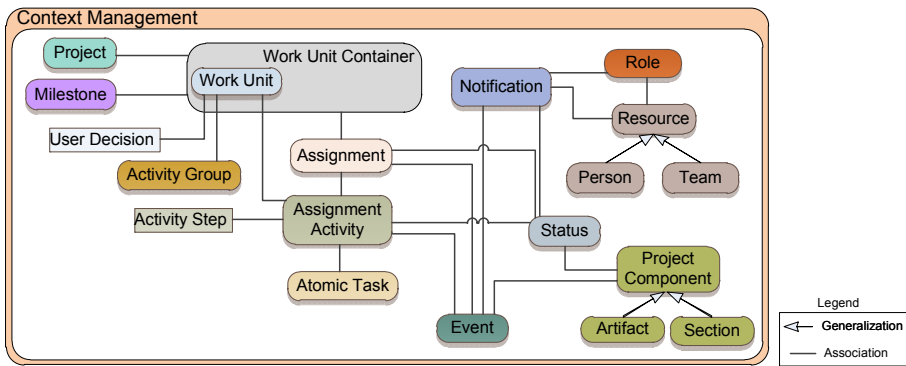 Context Management
Project
Work Unit Container
Work Unit
Milestone
User Decision
Activity Group
Activity Step
Assignment
Assignment
Activity
Atomic Task
Notification
Role
Resource
Person
Team
Status
Project
Component
Artifact
Section
Event
Legend
Generalization
Association